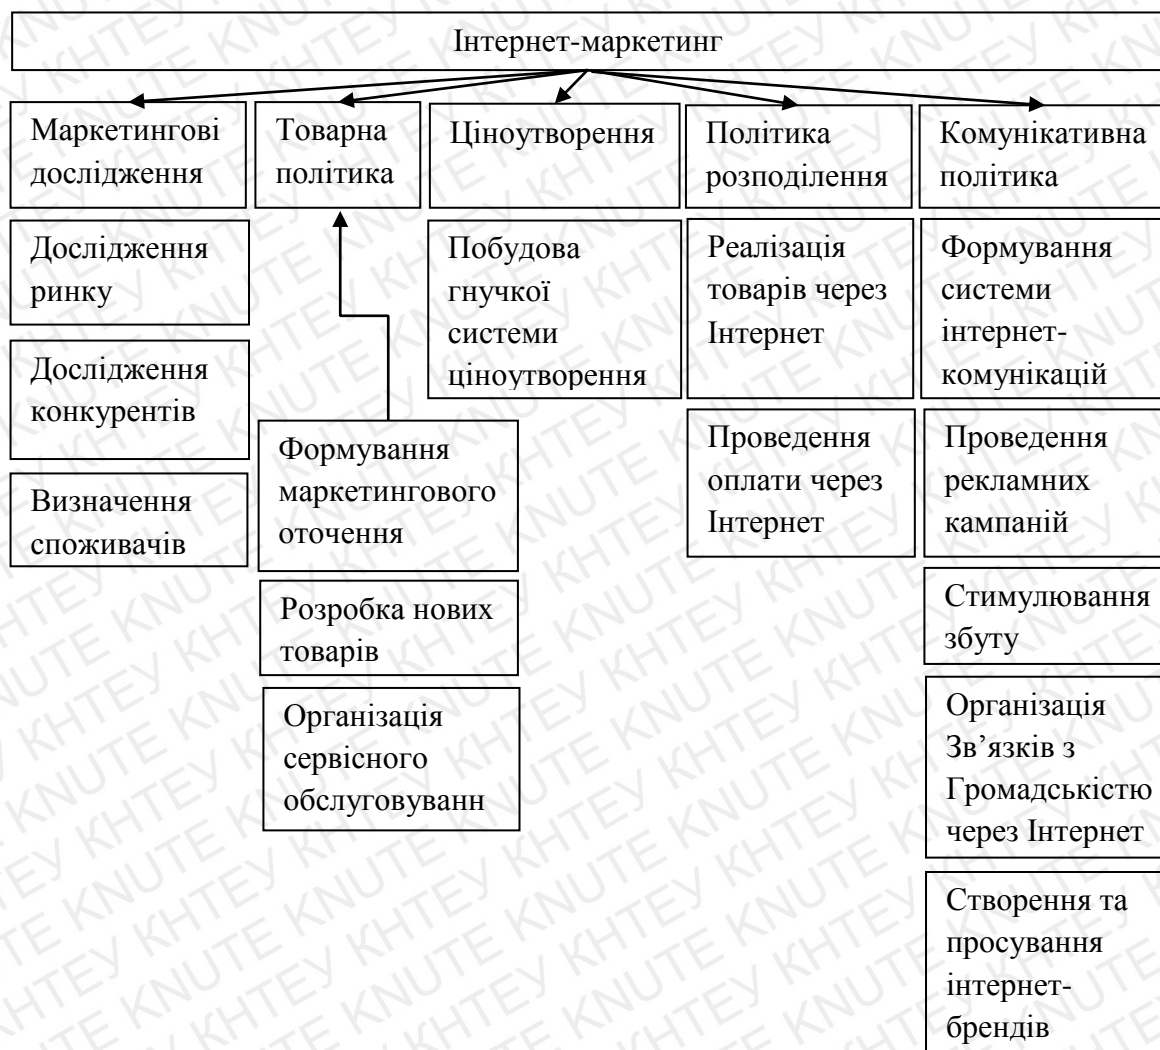 Інтернет-маркетинг
Маркетингові
дослідження
Товарна
політика
Ціноутворення
Політика
розподілення
Комунікативна
політика
Дослідження
ринку
Дослідження
конкурентів
Визначення
споживачів
Формування
маркетингового
оточення
Розробка нових
товарів
Організація
сервісного
обслуговуванн
Побудова
гнучкої
системи
ціноутворення
Реалізація
товарів через
Інтернет
Проведення
оплати через
Інтернет
Формування
системи
інтернет-
комунікацій
Проведення
рекламних
кампаній
Стимулювання
збуту
Організація
Зв’язків з
Громадськістю
через Інтернет
Створення та
просування
інтернет-
брендів